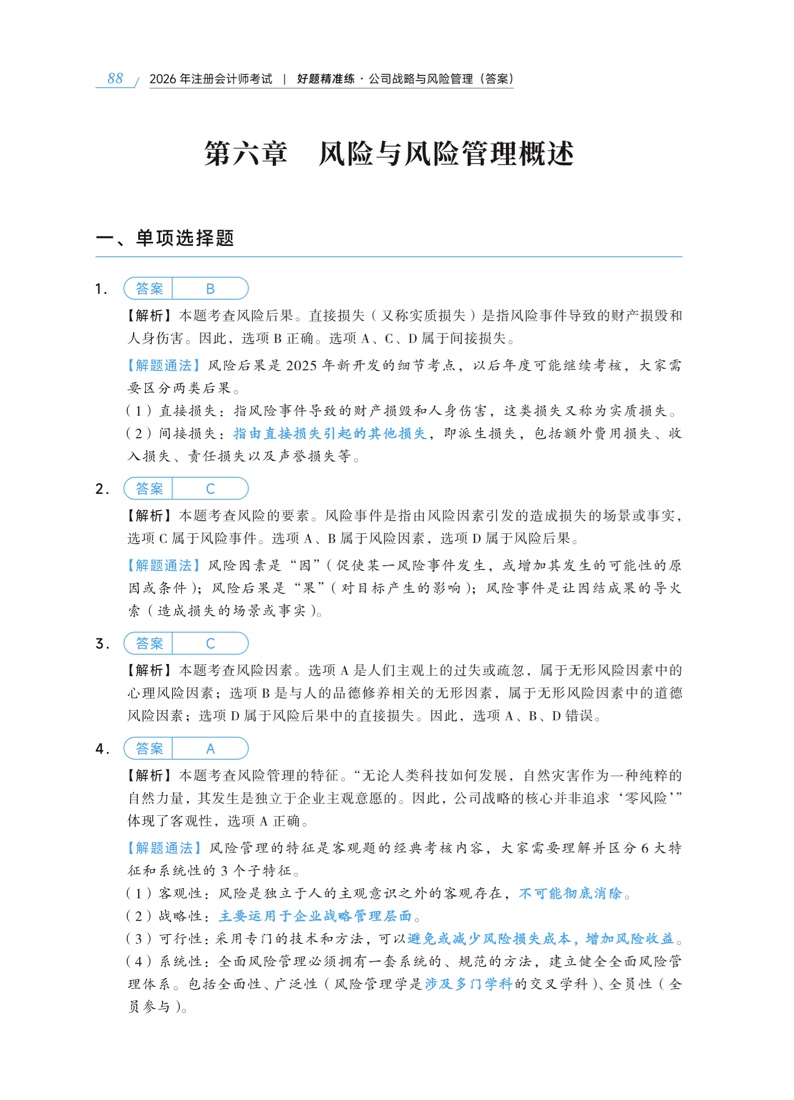 88 2026 年注册会计师考试 | 好题精准练·公司战略与风险管理（答案）
第六章 风险与风险管理概述
一、单项选择题
1. 答案 B
【解析】本题考查风险后果。直接损失（又称实质损失）是指风险事件导致的财产损毁和
人身伤害。因此，选项 B 正确。选项 A、C、D 属于间接损失。
【解题通法】风险后果是 2025 年新开发的细节考点，以后年度可能继续考核，大家需
要区分两类后果。
（1）直接损失：指风险事件导致的财产损毁和人身伤害，这类损失又称为实质损失。
（2）间接损失：指由直接损失引起的其他损失，即派生损失，包括额外费用损失、收
入损失、责任损失以及声誉损失等。
2. 答案 C
【解析】本题考查风险的要素。风险事件是指由风险因素引发的造成损失的场景或事实，
选项 C 属于风险事件。选项 A、B 属于风险因素，选项 D 属于风险后果。
【解题通法】风险因素是“因”（促使某一风险事件发生，或增加其发生的可能性的原
因或条件）；风险后果是“果”（对目标产生的影响）；风险事件是让因结成果的导火
索（造成损失的场景或事实）。
3. 答案 C
【解析】本题考查风险因素。选项 A 是人们主观上的过失或疏忽，属于无形风险因素中的
心理风险因素；选项 B 是与人的品德修养相关的无形因素，属于无形风险因素中的道德
风险因素；选项 D 属于风险后果中的直接损失。因此，选项 A、B、D 错误。
4. 答案 A
【解析】本题考查风险管理的特征。“无论人类科技如何发展，自然灾害作为一种纯粹的
自然力量，其发生是独立于企业主观意愿的。因此，公司战略的核心并非追求‘零风险’”
体现了客观性，选项 A 正确。
【解题通法】风险管理的特征是客观题的经典考核内容，大家需要理解并区分 6 大特
征和系统性的 3 个子特征。
（1）客观性：风险是独立于人的主观意识之外的客观存在，不可能彻底消除。
（2）战略性：主要运用于企业战略管理层面。
（3）可行性：采用专门的技术和方法，可以避免或减少风险损失成本，增加风险收益。
（4）系统性：全面风险管理必须拥有一套系统的、规范的方法，建立健全全面风险管
理体系。包括全面性、广泛性（风险管理学是涉及多门学科的交叉学科）、全员性（全
员参与）。